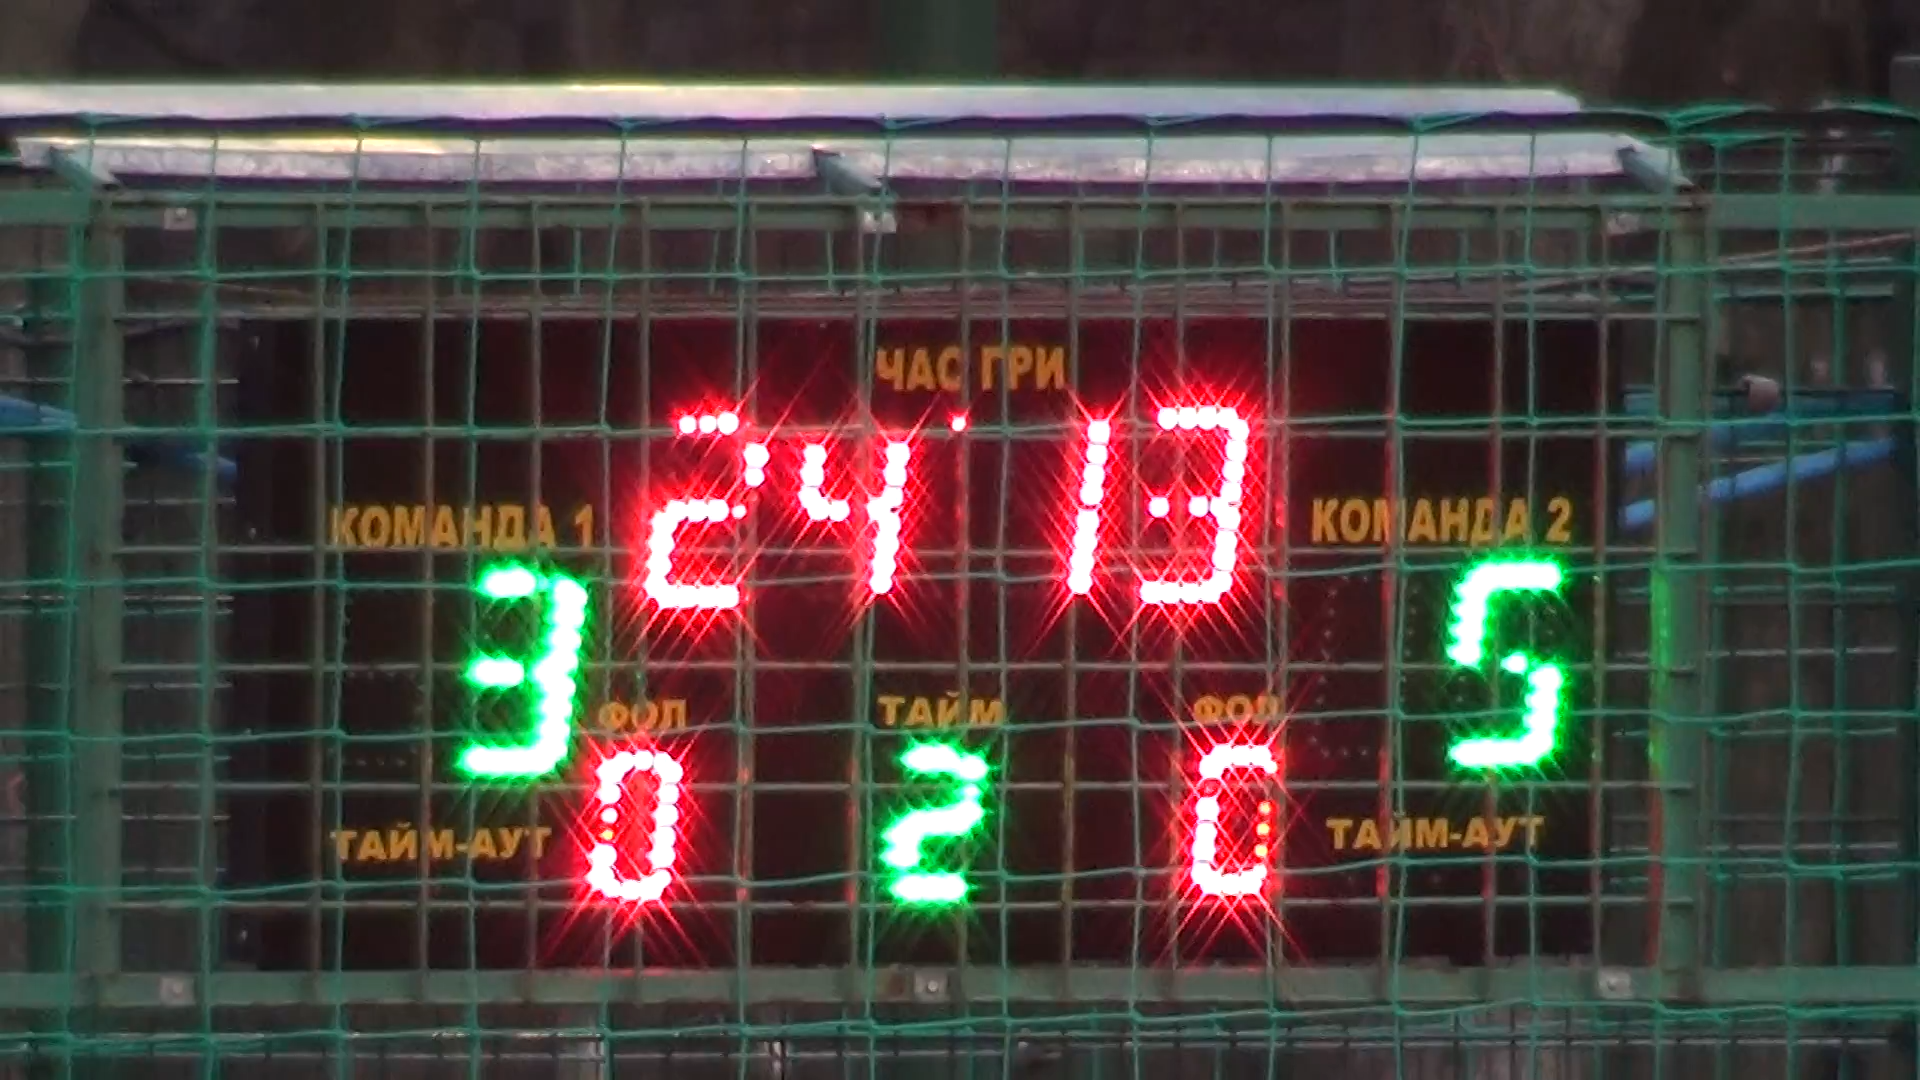 ЧАС ГРИ
24 13
КОМАНДА 1
КОМАНДА 2
3
5
ФОЛ ТАЙМ ФОЛ
0 2 0
ТАЙМ-АУТ
ТАЙМ-АУТ